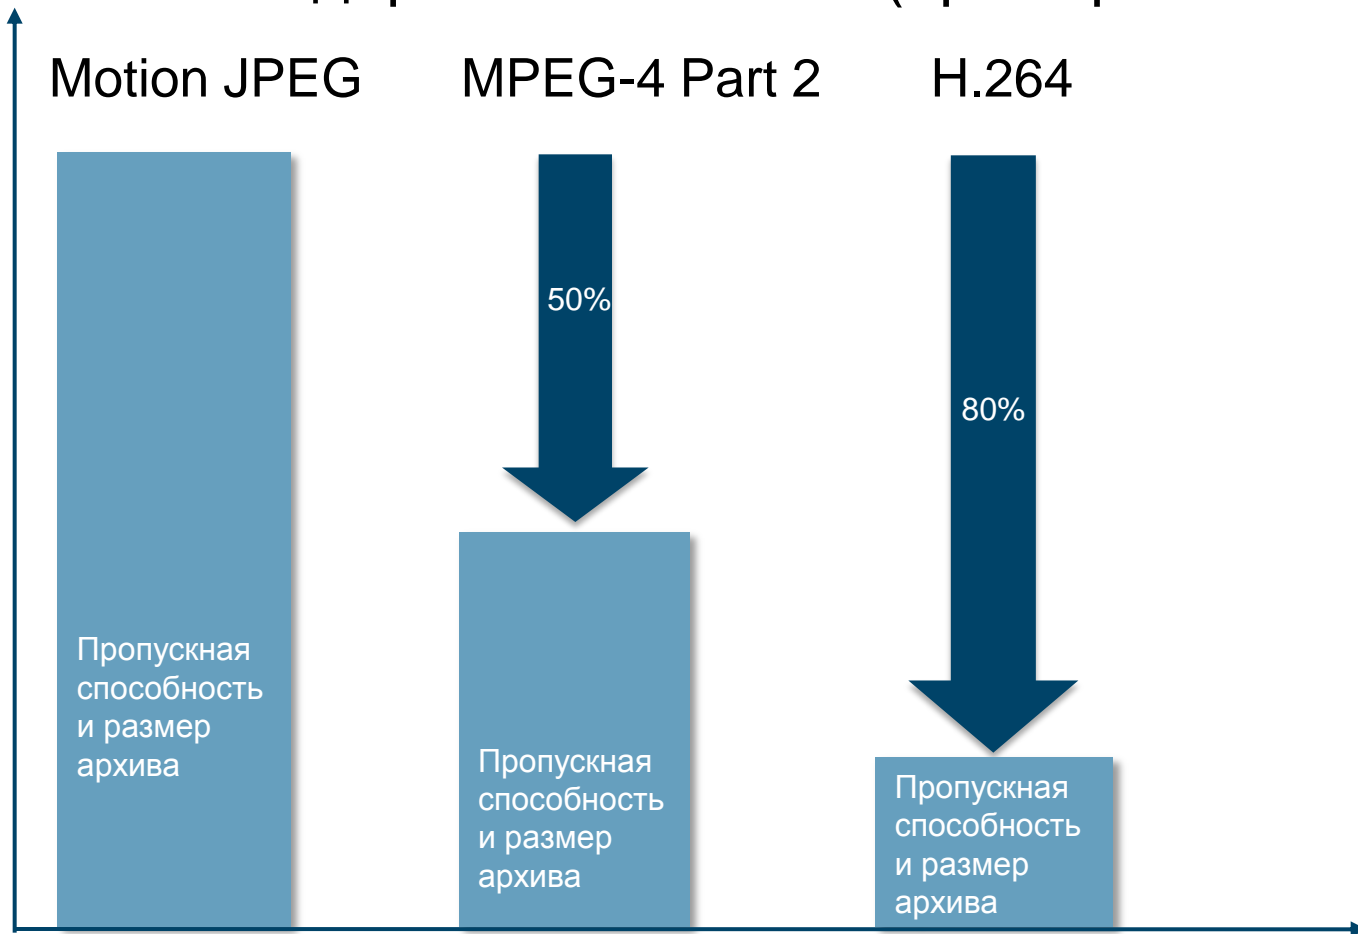 Motion JPEG
MPEG-4 Part 2
H.264
50%
80%
Пропускная
способность
и размер
архива
Пропускная
способность
и размер
архива
Пропускная
способность
и размер
архива